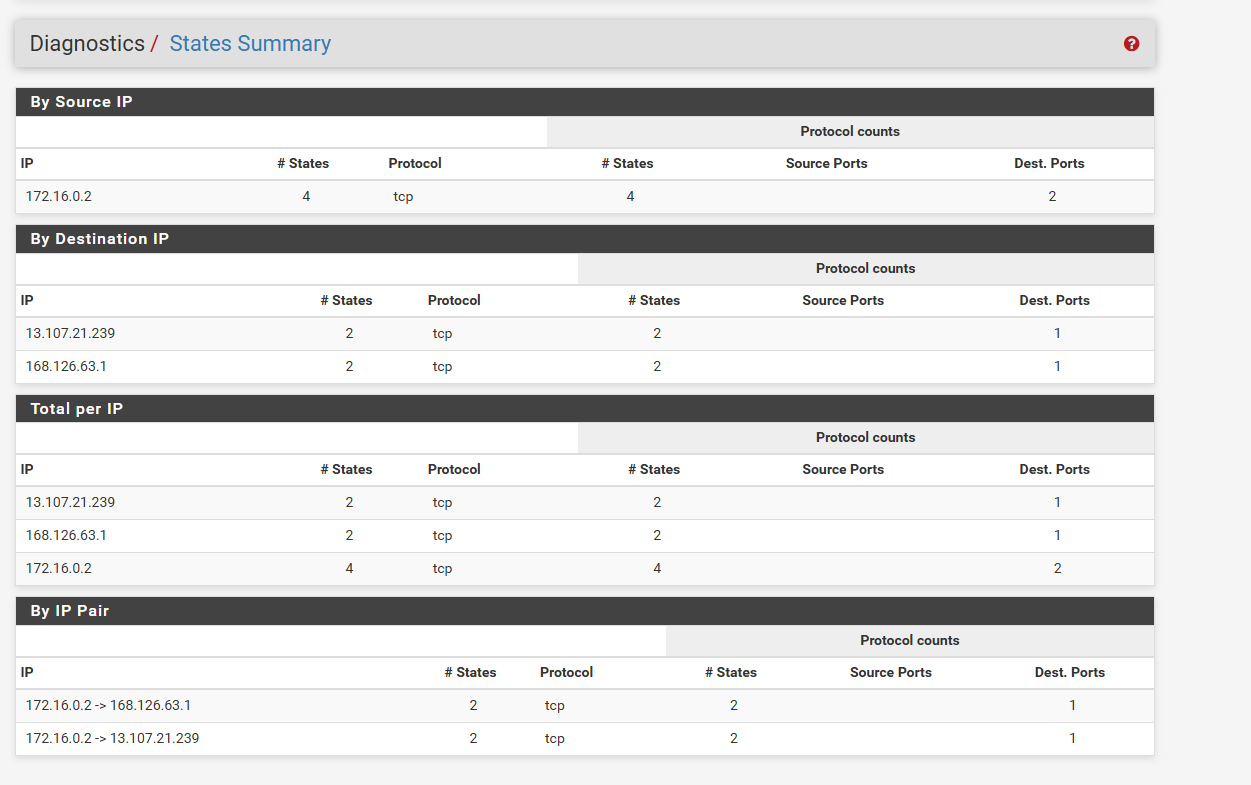 Diagnostics / States Summary
By Source IP
Protocol counts
IP # States Protocol # States Source Ports Dest. Ports
172.16.0.2 4 tcp 4 2
By Destination IP
Protocol counts
IP # States Protocol # States Source Ports Dest. Ports
13.107.21.239 2 tcp 2 1
168.126.63.1 2 tcp 2 1
Total per IP
Protocol counts
IP # States Protocol # States Source Ports Dest. Ports
13.107.21.239 2 tcp 2 1
168.126.63.1 2 tcp 2 1
172.16.0.2 4 tcp 4 2
By IP Pair
Protocol counts
IP # States Protocol # States Source Ports Dest. Ports
172.16.0.2 -> 168.126.63.1 2 tcp 2 1
172.16.0.2 -> 13.107.21.239 2 tcp 2 1